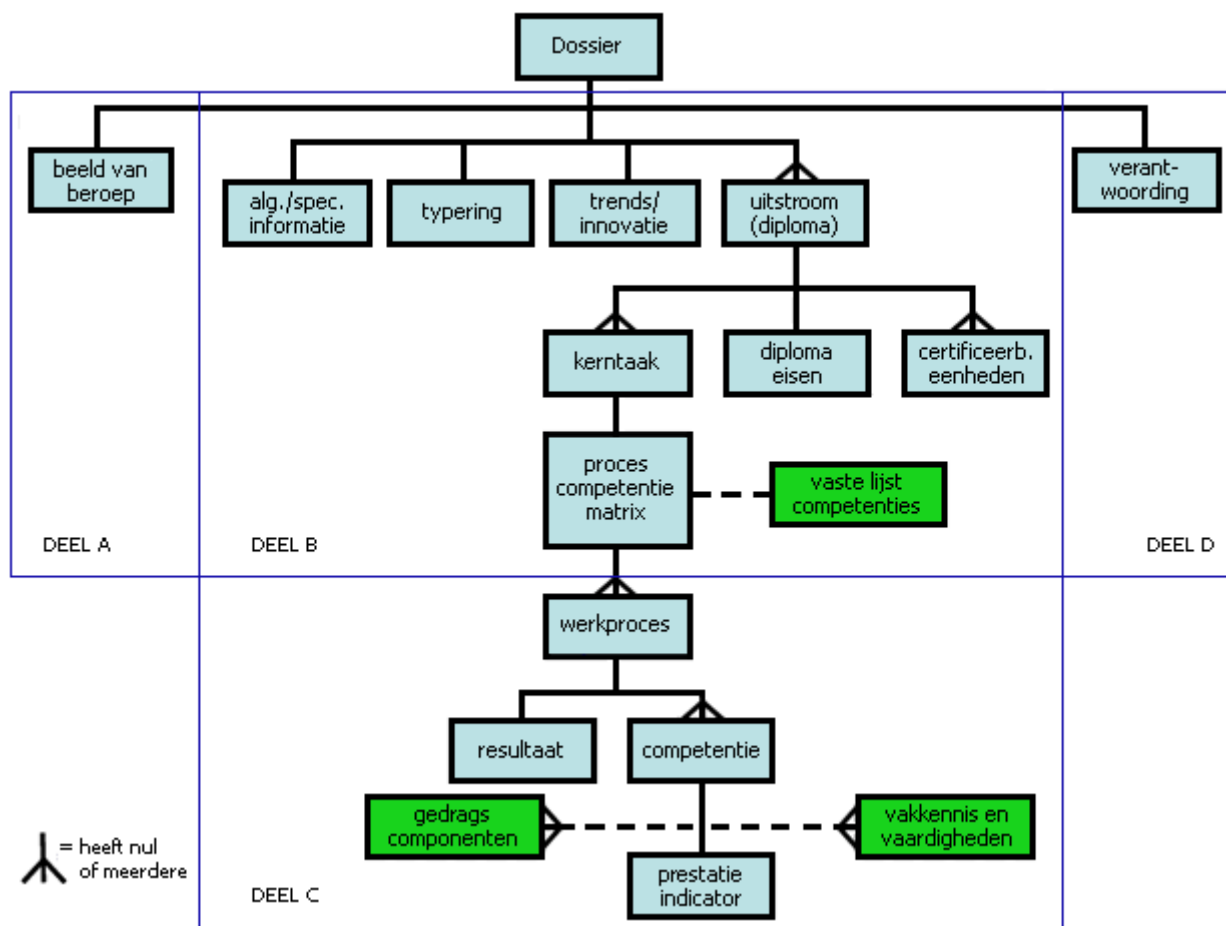 Dossier
beeld van
beroep
alg./spec.
informatie
typering
trends/
innovatie
uitstroom
(diploma)
verant-
woording
kerntaak
diploma
eisen
certificeerb.
eenheden
proces
competentie
matrix
vaste lijst
competenties
DEEL A
DEEL B
DEEL D
werkproces
resultaat
competentie
gedrags
componenten
vakkennis en
vaardigheden
= heeft nul
of meerdere
prestatie
indicator
DEEL C